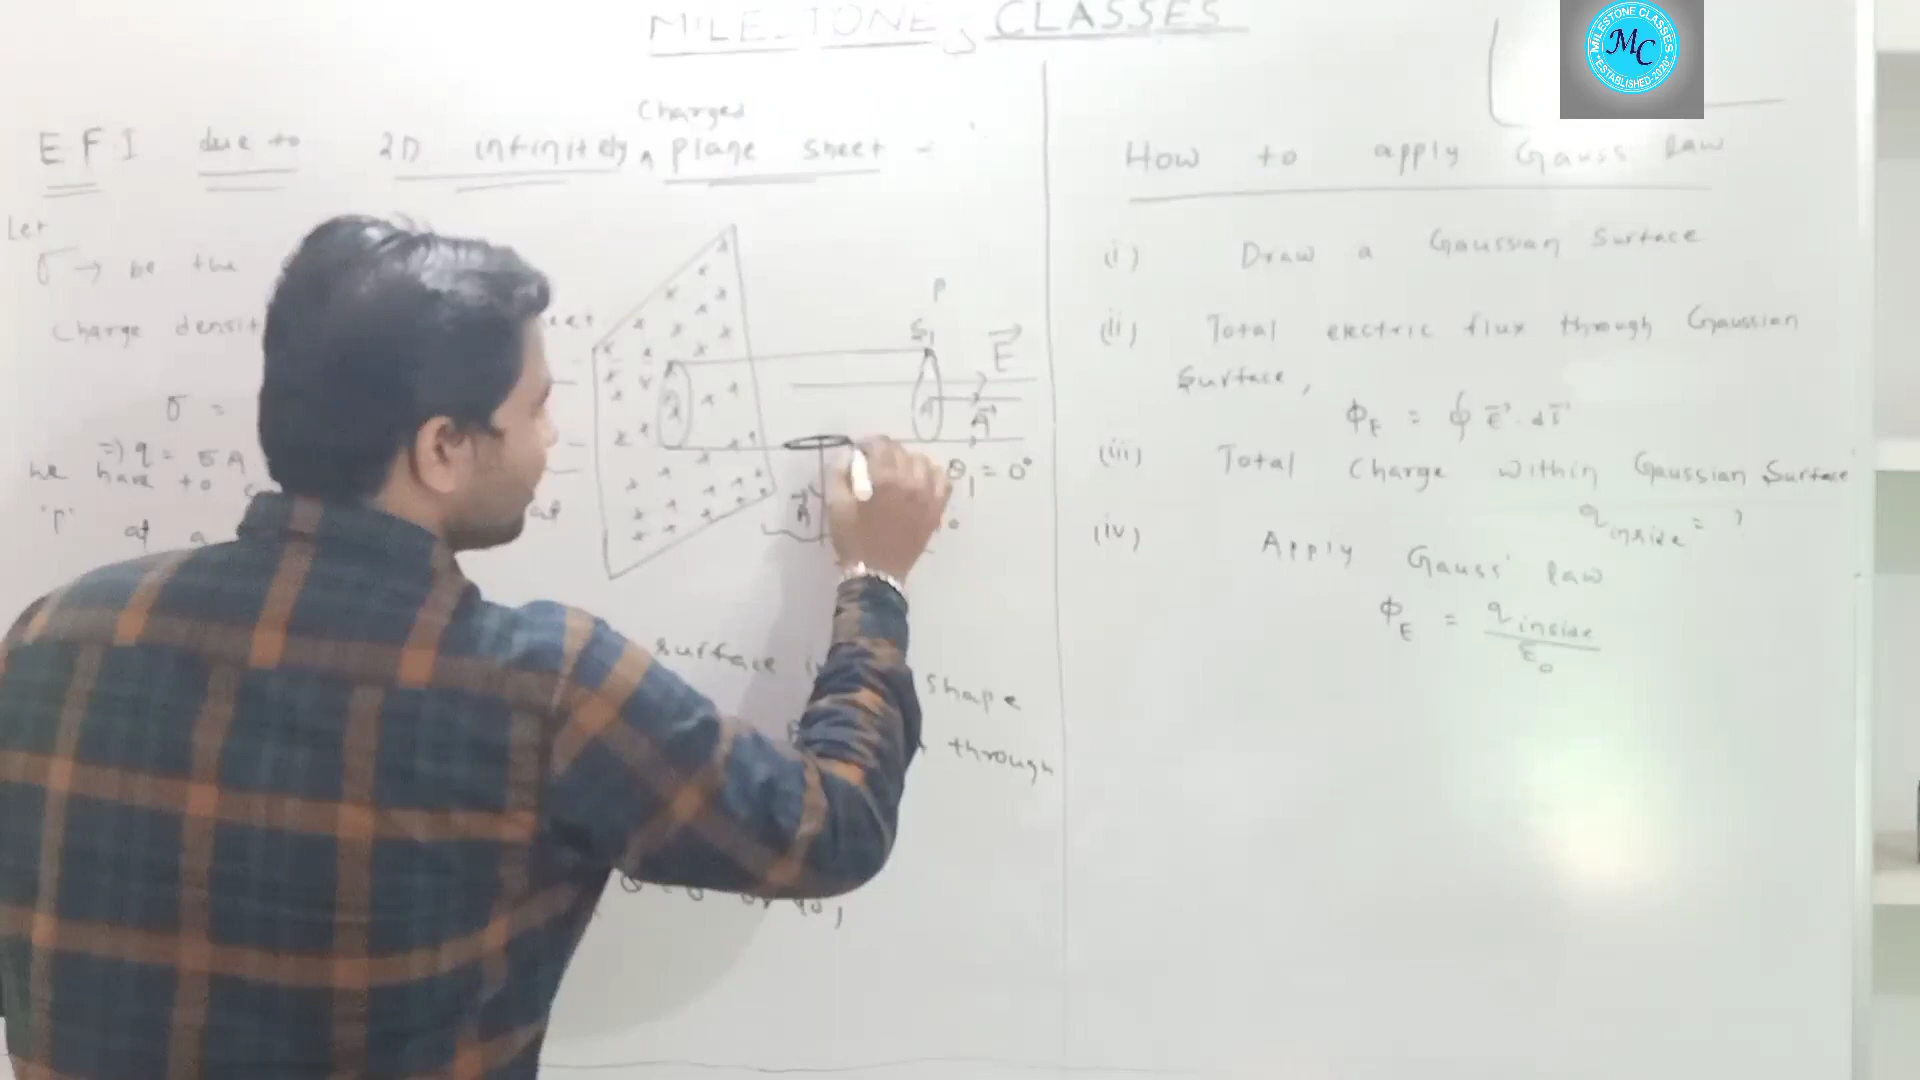 MILESTONE CLASSES
MILESTONE CLASSES
MC
ESTABLISHED-2020
Charged
E.F.I due to 2D infinitely ∧ plane sheet -
Let
σ → be the
Charge densit
σ =
=) q = σA
we have to
'P' at a
at
P
S₁
E⃗
A⃗
θ₁ = 0°
A⃗
surface in shape
through
How to apply Gauss law
(i) Draw a Gaussian Surface
(ii) Total electric flux through Gaussian
Surface,
Φ_E = ∮ E⃗ . d
(iii) Total Charge within Gaussian Surface
q_inside = ?
(iv) Apply Gauss' law
Φ_E = q_inside / ε₀